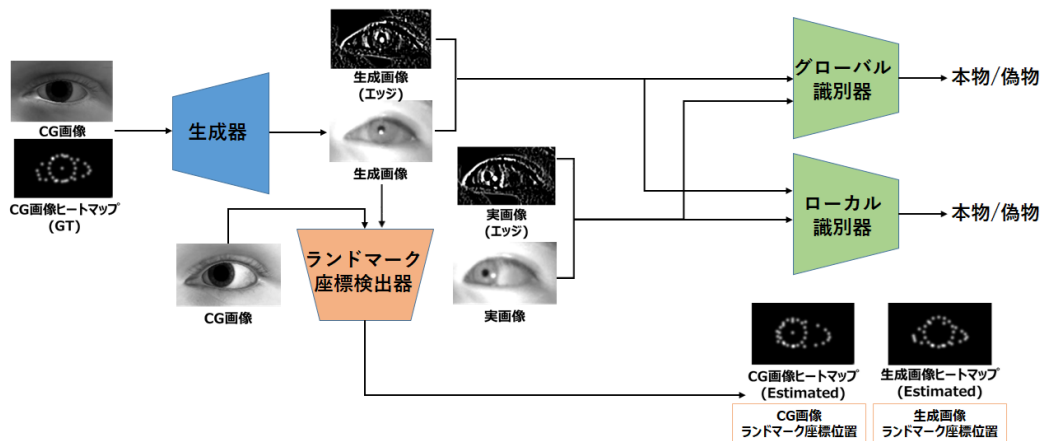 CG画像
CG画像ヒートマップ
(GT)
生成器
生成画像
(エッジ)
生成画像
CG画像
ランドマーク
座標検出器
実画像
(エッジ)
実画像
グローバル
識別器
本物/偽物
ローカル
識別器
本物/偽物
CG画像ヒートマップ
(Estimated)
CG画像
ランドマーク座標位置
生成画像ヒートマップ
(Estimated)
生成画像
ランドマーク座標位置